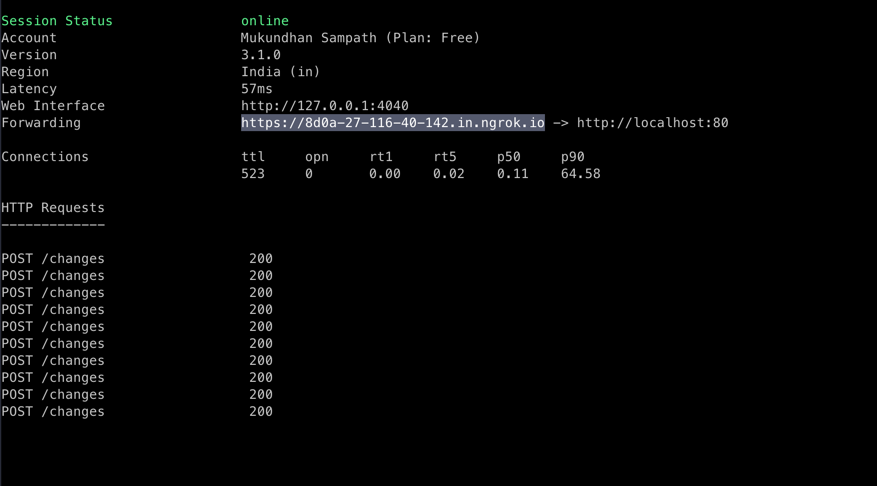 Session Status online
Account Mukundhan Sampath (Plan: Free)
Version 3.1.0
Region India (in)
Latency 57ms
Web Interface http://127.0.0.1:4040
Forwarding https://8d0a-27-116-40-142.in.ngrok.io -> http://localhost:80
Connections ttl opn rt1 rt5 p50 p90
523 0 0.00 0.02 0.11 64.58
HTTP Requests
-------------
POST /changes 200
POST /changes 200
POST /changes 200
POST /changes 200
POST /changes 200
POST /changes 200
POST /changes 200
POST /changes 200
POST /changes 200
POST /changes 200